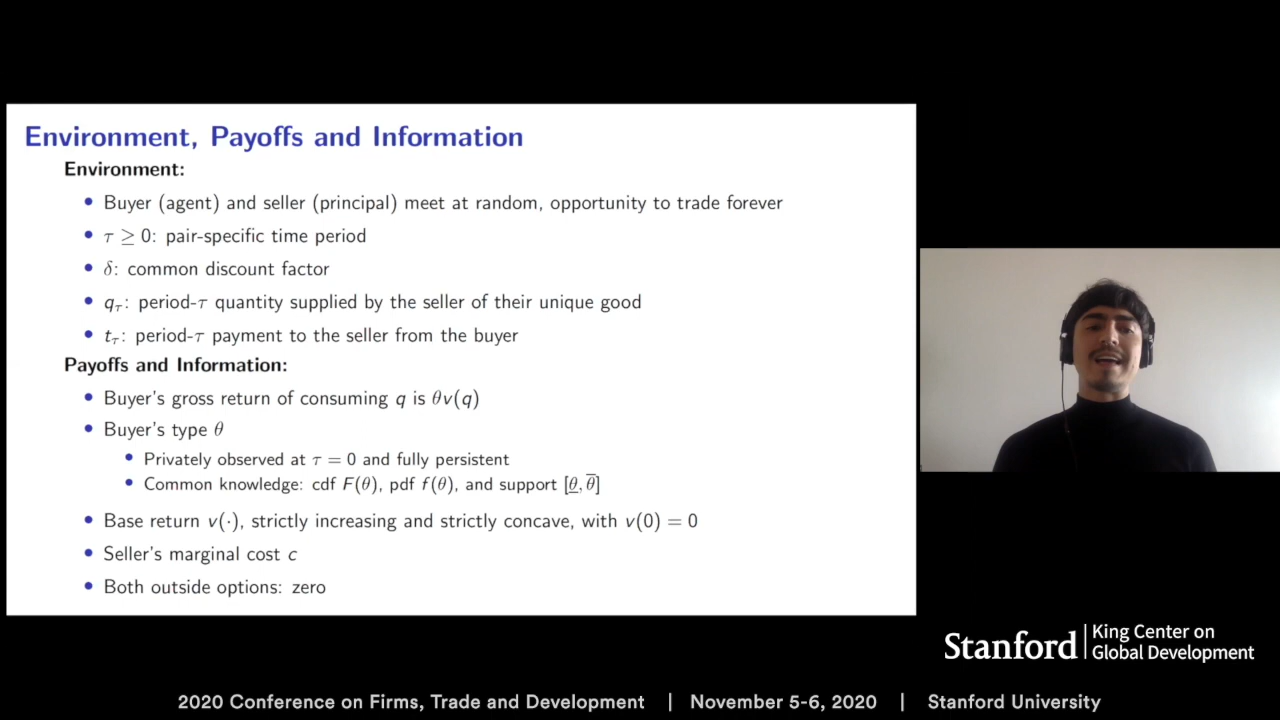 Environment, Payoffs and Information
Environment:
• Buyer (agent) and seller (principal) meet at random, opportunity to trade forever
• τ ≥ 0: pair-specific time period
• δ: common discount factor
• qτ: period-τ quantity supplied by the seller of their unique good
• tτ: period-τ payment to the seller from the buyer
Payoffs and Information:
• Buyer's gross return of consuming q is θv(q)
• Buyer's type θ
• Privately observed at τ = 0 and fully persistent
• Common knowledge: cdf F(θ), pdf f(θ), and support [θ̲, θ̅]
• Base return v(·), strictly increasing and strictly concave, with v(0) = 0
• Seller's marginal cost c
• Both outside options: zero
Stanford | King Center on
Global Development
2020 Conference on Firms, Trade and Development | November 5-6, 2020 | Stanford University